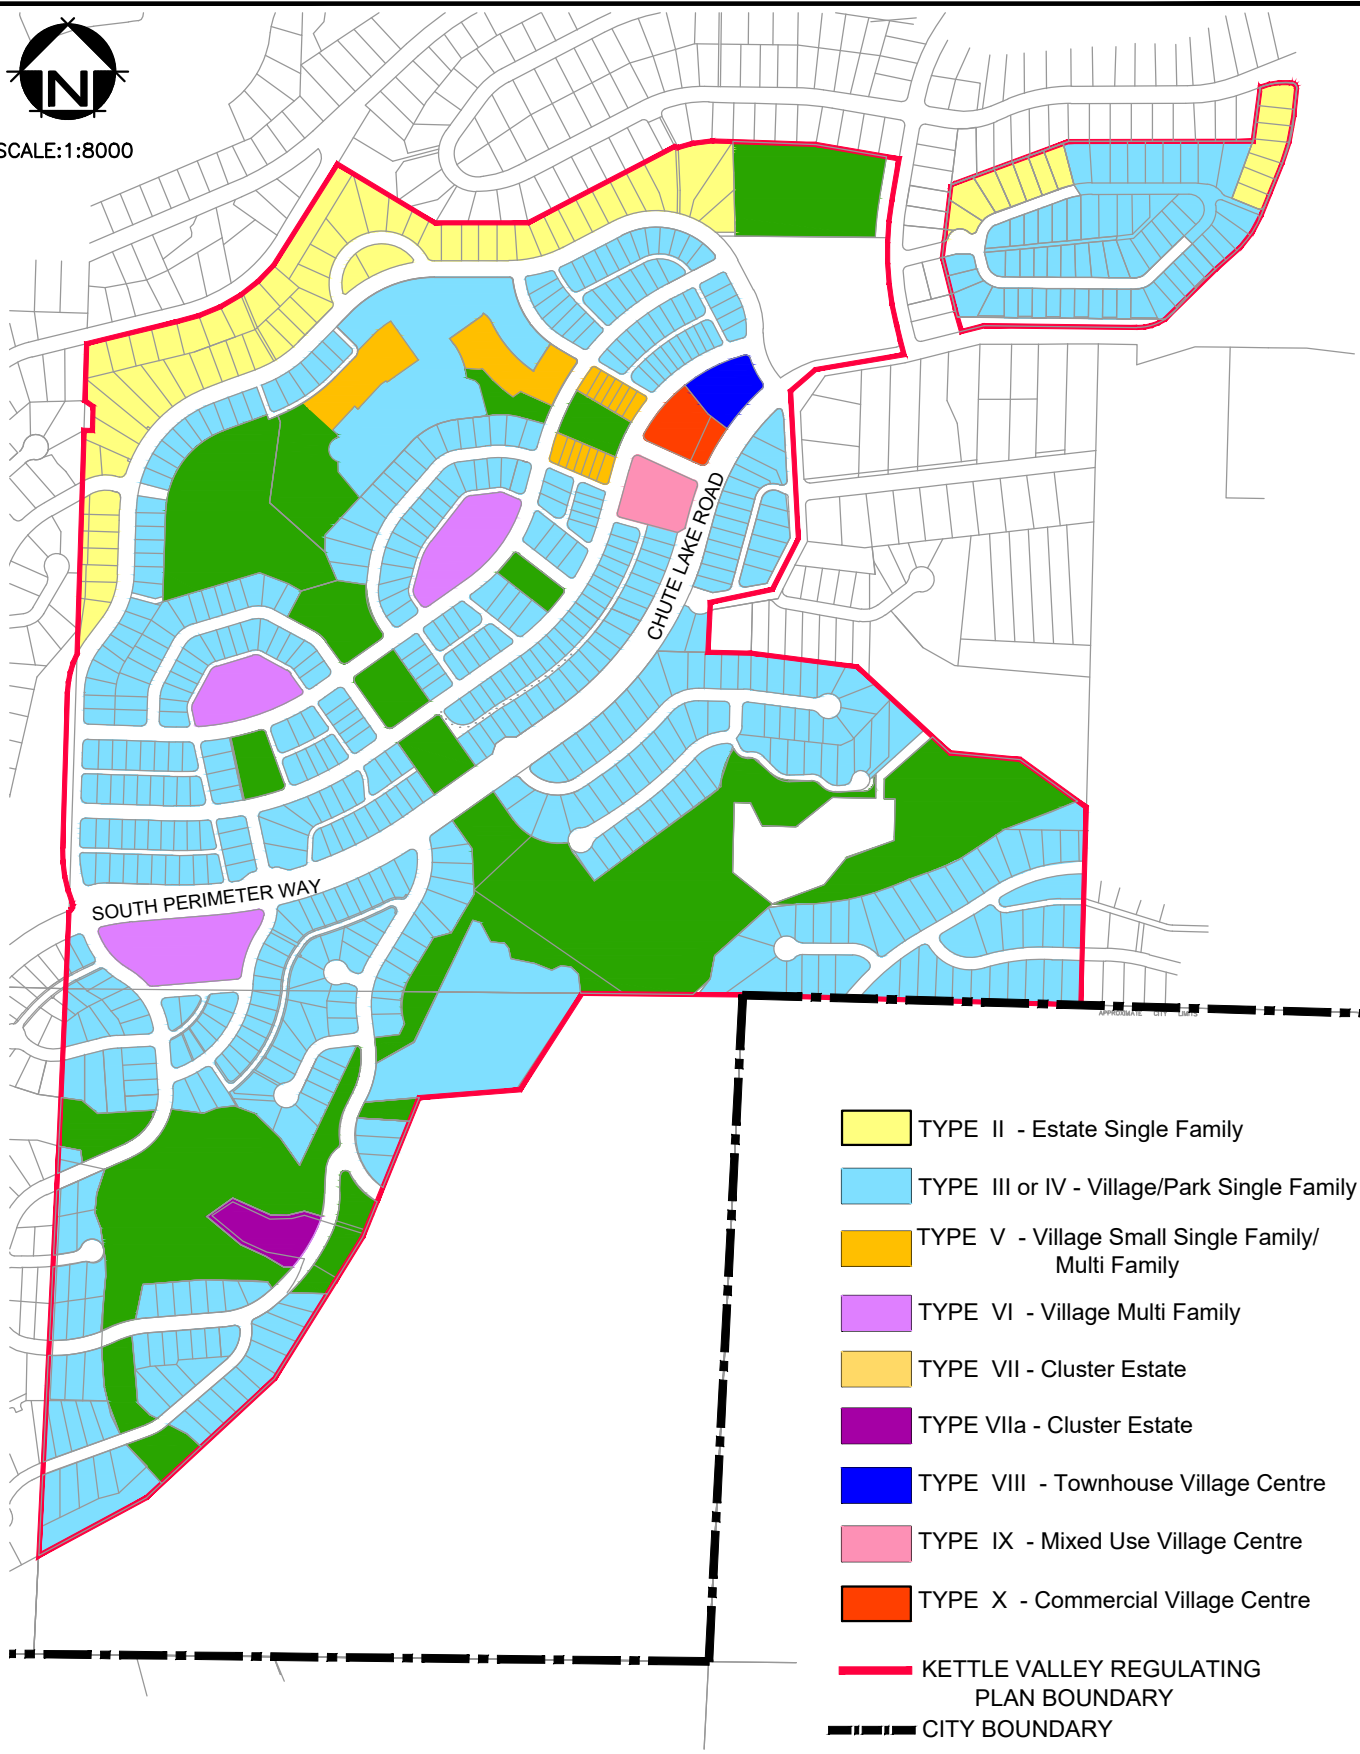 N
SCALE:1:8000
CHUTE LAKE ROAD
SOUTH PERIMETER WAY
APPROXIMATE CITY LIMITS
TYPE II - Estate Single Family
TYPE III or IV - Village/Park Single Family
TYPE V - Village Small Single Family/
Multi Family
TYPE VI - Village Multi Family
TYPE VII - Cluster Estate
TYPE VIIa - Cluster Estate
TYPE VIII - Townhouse Village Centre
TYPE IX - Mixed Use Village Centre
TYPE X - Commercial Village Centre
KETTLE VALLEY REGULATING
PLAN BOUNDARY
CITY BOUNDARY